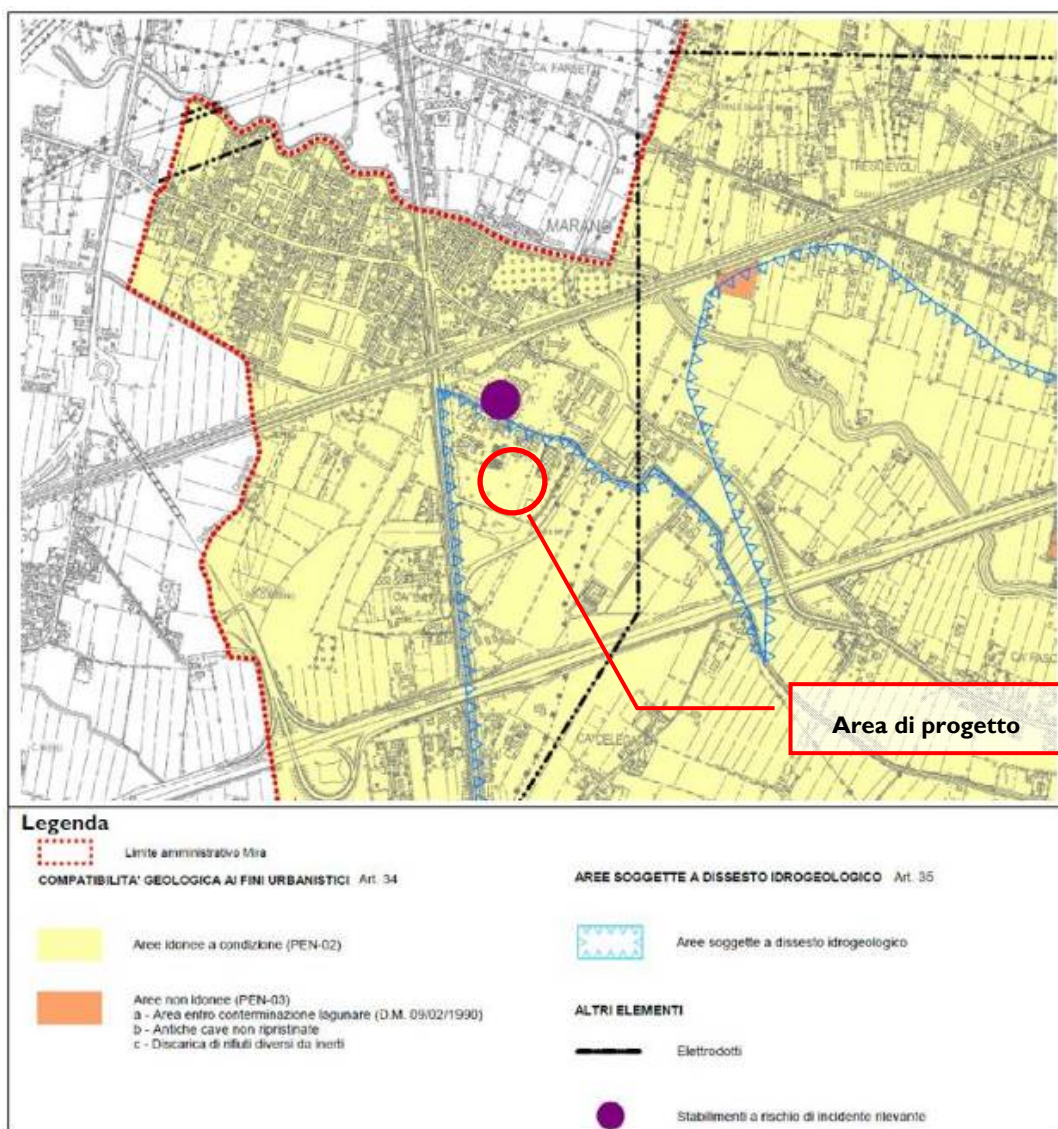 CA' FARSETTI
MARANO
Area di progetto
Legenda
Limite amministrativo Mira
COMPATIBILITA' GEOLOGICA AI FINI URBANISTICI Art. 34
Aree idonee a condizione (PEN-02)
Aree non idonee (PEN-03)
a - Area entro conterminazione lagunare (D.M. 09/02/1990)
b - Antiche cave non ripristinate
c - Discarica di rifiuti diversi da inerti
AREE SOGGETTE A DISSESTO IDROGEOLOGICO Art. 35
Aree soggette a dissesto idrogeologico
ALTRI ELEMENTI
Elettrodotti
Stabilimenti a rischio di incidente rilevante